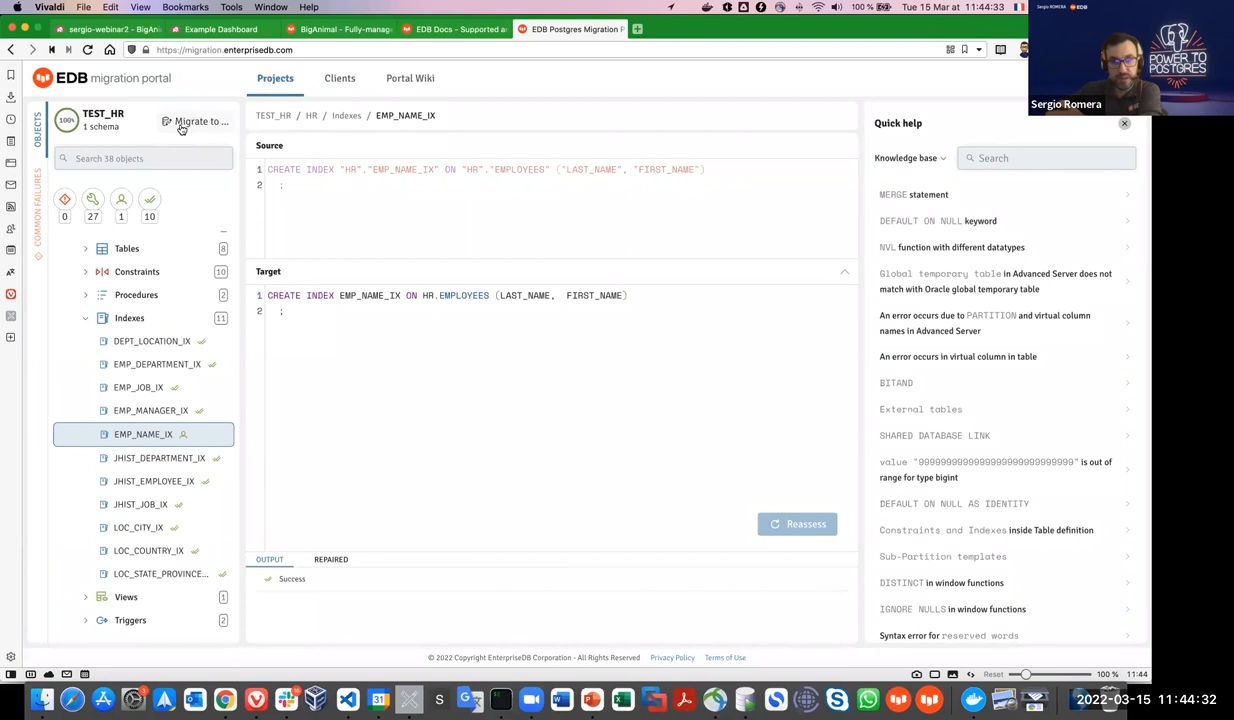 Vivaldi File Edit View Bookmarks Tools Window Help
100% Tue 15 Mar at 11:44:33
sergio-webinar2 - BigAni
Example Dashboard
BigAnimal - Fully-manag
EDB Docs - Supported a
EDB Postgres Migration P
https://migration.enterprisedb.com
Sergio ROMERA EDB
POWER TO
POSTGRES
Sergio Romera
EDB migration portal
Projects Clients Portal Wiki
OBJECTS
COMMON FAILURES
100%
TEST_HR
1 schema
Migrate to ...
Search 38 objects
0 27 1 10
Tables 8
Constraints 10
Procedures 2
Indexes 11
DEPT_LOCATION_IX
EMP_DEPARTMENT_IX
EMP_JOB_IX
EMP_MANAGER_IX
EMP_NAME_IX
JHIST_DEPARTMENT_IX
JHIST_EMPLOYEE_IX
JHIST_JOB_IX
LOC_CITY_IX
LOC_COUNTRY_IX
LOC_STATE_PROVINCE...
Views 1
Triggers 2
TEST_HR / HR / Indexes / EMP_NAME_IX
Source
1 CREATE INDEX "HR"."EMP_NAME_IX" ON "HR"."EMPLOYEES" ("LAST_NAME", "FIRST_NAME")
2 ;
Target
1 CREATE INDEX EMP_NAME_IX ON HR.EMPLOYEES (LAST_NAME, FIRST_NAME)
2 ;
Reassess
OUTPUT REPAIRED
Success
Quick help
Knowledge base Search
MERGE statement
DEFAULT ON NULL keyword
NVL function with different datatypes
Global temporary table in Advanced Server does not
match with Oracle global temporary table
An error occurs due to PARTITION and virtual column
names in Advanced Server
An error occurs in virtual column in table
BITAND
External tables
SHARED DATABASE LINK
DEFAULT ON NULL AS IDENTITY
range for type bigint
Constraints and Indexes inside Table definition
Sub-Partition templates
DISTINCT in window functions
IGNORE NULLS in window functions
Syntax error for reserved words
© 2022 EnterpriseDB Corporation - All Rights Reserved Privacy Policy Terms of Use
Reset 100 % 11:44
2022-03-15 11:44:32